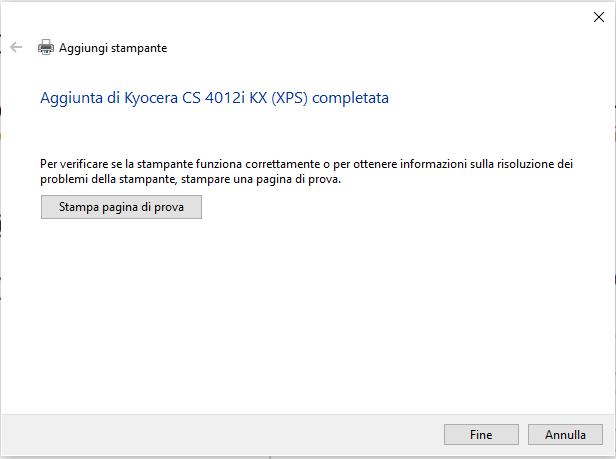 Aggiungi stampante
Aggiunta di Kyocera CS 4012i KX (XPS) completata
Per verificare se la stampante funziona correttamente o per ottenere informazioni sulla risoluzione dei
problemi della stampante, stampare una pagina di prova.
Stampa pagina di prova
Fine
Annulla